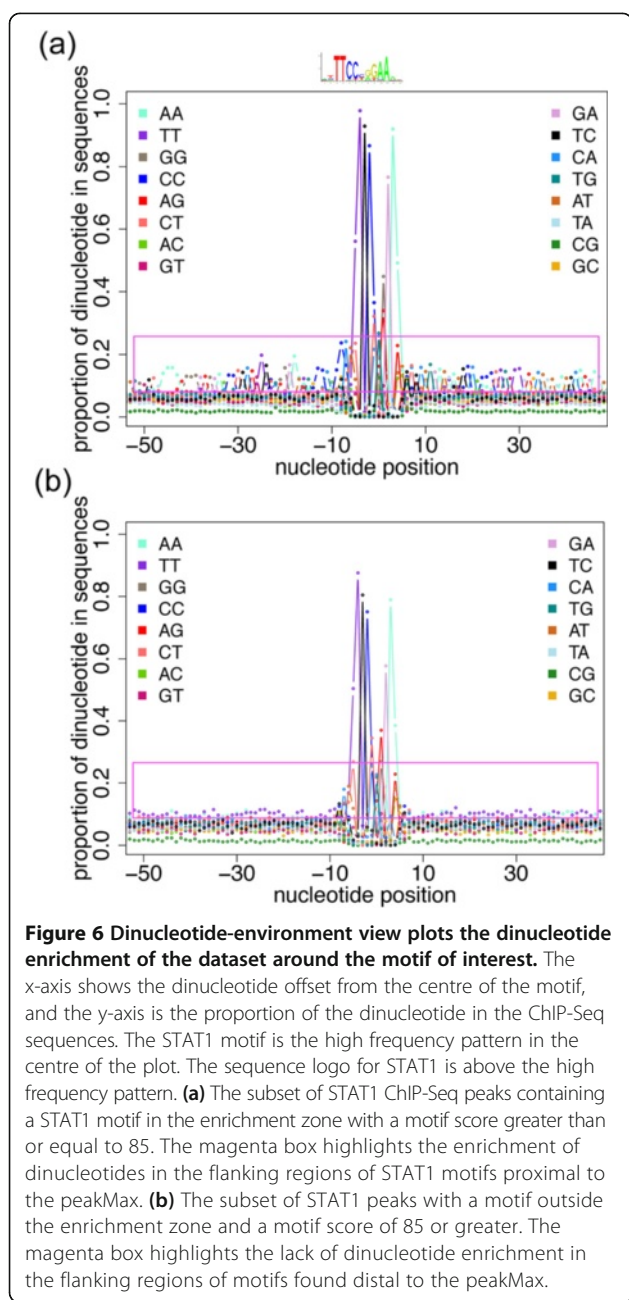 (a)
TTCC GAA
proportion of dinucleotide in sequences
1.0
0.8
0.6
0.4
0.2
0.0
AA
TT
GG
CC
AG
CT
AC
GT
GA
TC
CA
TG
AT
TA
CG
GC
−50 −30 −10 10 30
nucleotide position
(b)
proportion of dinucleotide in sequences
1.0
0.8
0.6
0.4
0.2
0.0
AA
TT
GG
CC
AG
CT
AC
GT
GA
TC
CA
TG
AT
TA
CG
GC
−50 −30 −10 10 30
nucleotide position
Figure 6 Dinucleotide-environment view plots the dinucleotide
enrichment of the dataset around the motif of interest. The
x-axis shows the dinucleotide offset from the centre of the motif,
and the y-axis is the proportion of the dinucleotide in the ChIP-Seq
sequences. The STAT1 motif is the high frequency pattern in the
centre of the plot. The sequence logo for STAT1 is above the high
frequency pattern. (a) The subset of STAT1 ChIP-Seq peaks containing
a STAT1 motif in the enrichment zone with a motif score greater than
or equal to 85. The magenta box highlights the enrichment of
dinucleotides in the flanking regions of STAT1 motifs proximal to
the peakMax. (b) The subset of STAT1 peaks with a motif outside
the enrichment zone and a motif score of 85 or greater. The
magenta box highlights the lack of dinucleotide enrichment in
the flanking regions of motifs found distal to the peakMax.